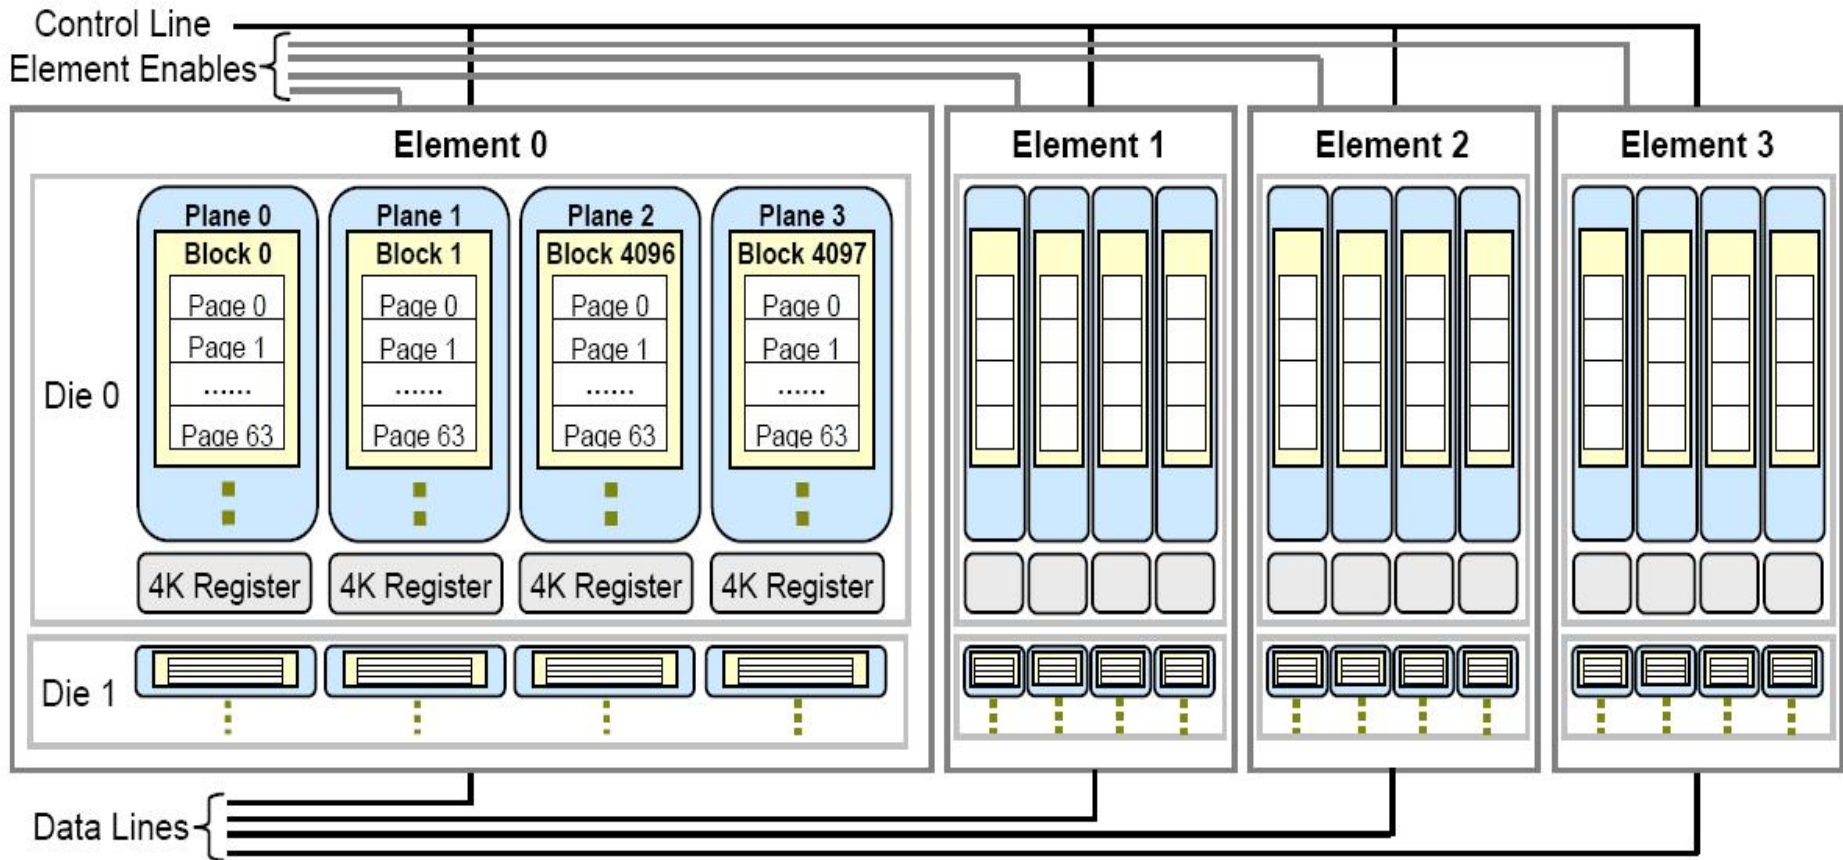 Control Line
Element Enables
Element 0
Element 1
Element 2
Element 3
Plane 0
Plane 1
Plane 2
Plane 3
Block 0
Block 1
Block 4096
Block 4097
Page 0
Page 0
Page 0
Page 0
Page 1
Page 1
Page 1
Page 1
......
......
......
......
Page 63
Page 63
Page 63
Page 63
Die 0
4K Register
4K Register
4K Register
4K Register
Die 1
Data Lines